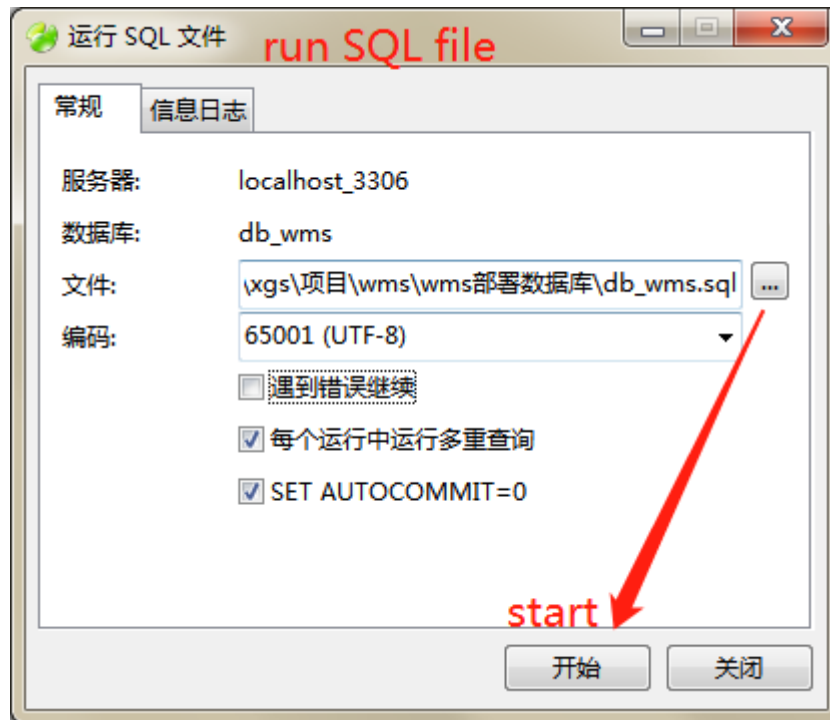 运行 SQL 文件 run SQL file
常规 信息日志
服务器: localhost_3306
数据库: db_wms
文件: \xgs\项目\wms\wms部署数据库\db_wms.sql ...
编码: 65001 (UTF-8)
遇到错误继续
每个运行中运行多重查询
SET AUTOCOMMIT=0
start
开始 关闭